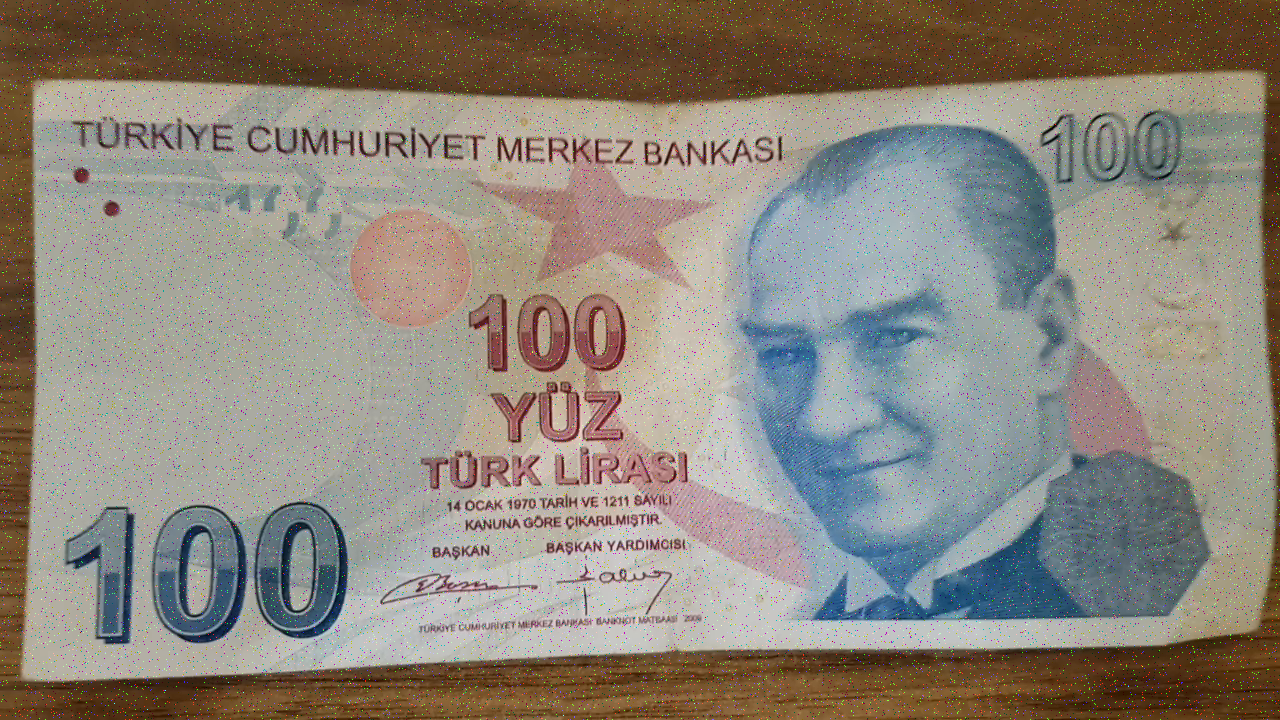 TÜRKİYE CUMHURİYET MERKEZ BANKASI
100
100
YÜZ
TÜRK LİRASI
14 OCAK 1970 TARİH VE 1211 SAYILI
KANUNA GÖRE ÇIKARILMIŞTIR.
BAŞKAN
BAŞKAN YARDIMCISI
100
TÜRKİYE CUMHURİYET MERKEZ BANKASI BANKNOT MATBAASI 2009